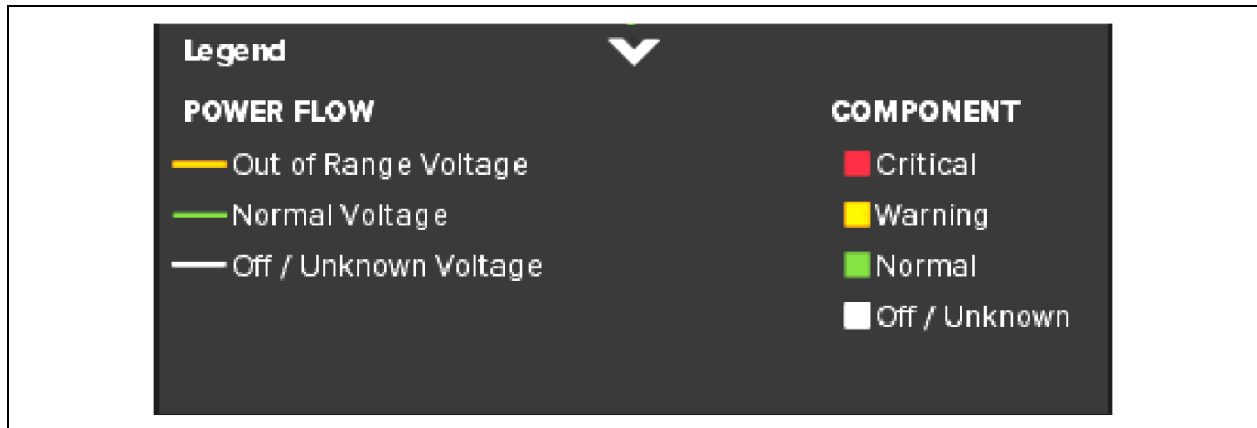 Legend
POWER FLOW
Out of Range Voltage
Normal Voltage
Off / Unknown Voltage
COMPONENT
Critical
Warning
Normal
Off / Unknown